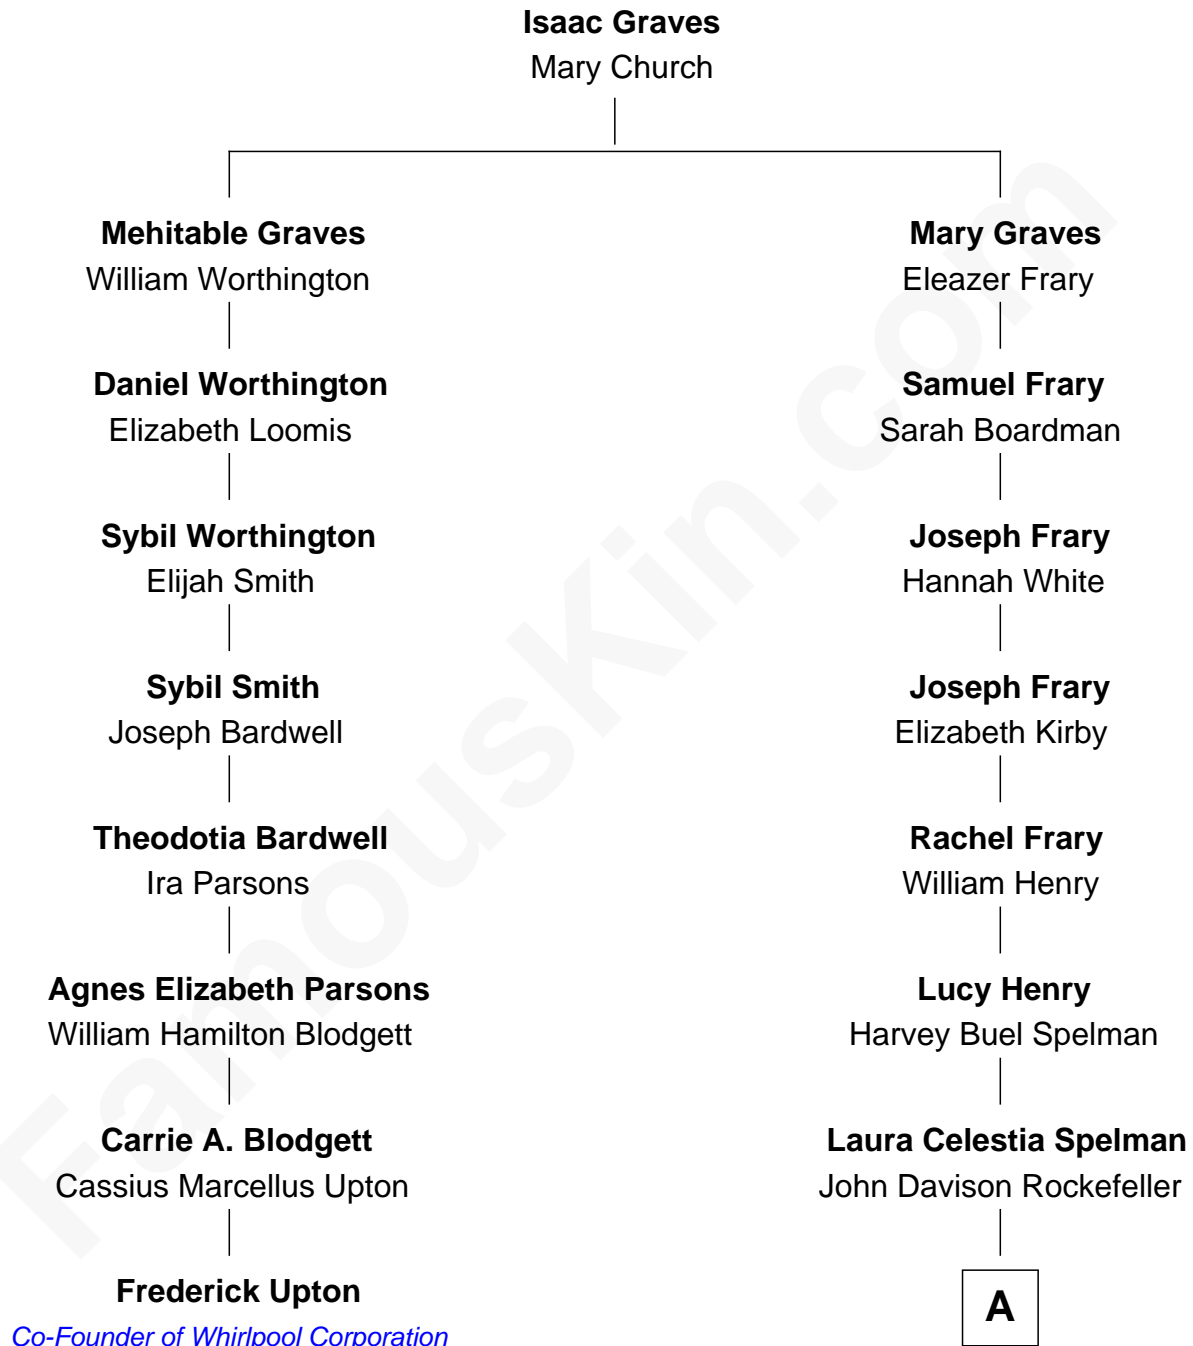 Isaac Graves
Mary Church
Mehitable Graves
William Worthington
Mary Graves
Eleazer Frary
Daniel Worthington
Elizabeth Loomis
Samuel Frary
Sarah Boardman
Sybil Worthington
Elijah Smith
Joseph Frary
Hannah White
Sybil Smith
Joseph Bardwell
Joseph Frary
Elizabeth Kirby
Theodotia Bardwell
Ira Parsons
Rachel Frary
William Henry
Agnes Elizabeth Parsons
William Hamilton Blodgett
Lucy Henry
Harvey Buel Spelman
Carrie A. Blodgett
Cassius Marcellus Upton
Laura Celestia Spelman
John Davison Rockefeller
Frederick Upton
Co-Founder of Whirlpool Corporation
A
FamousKin.com